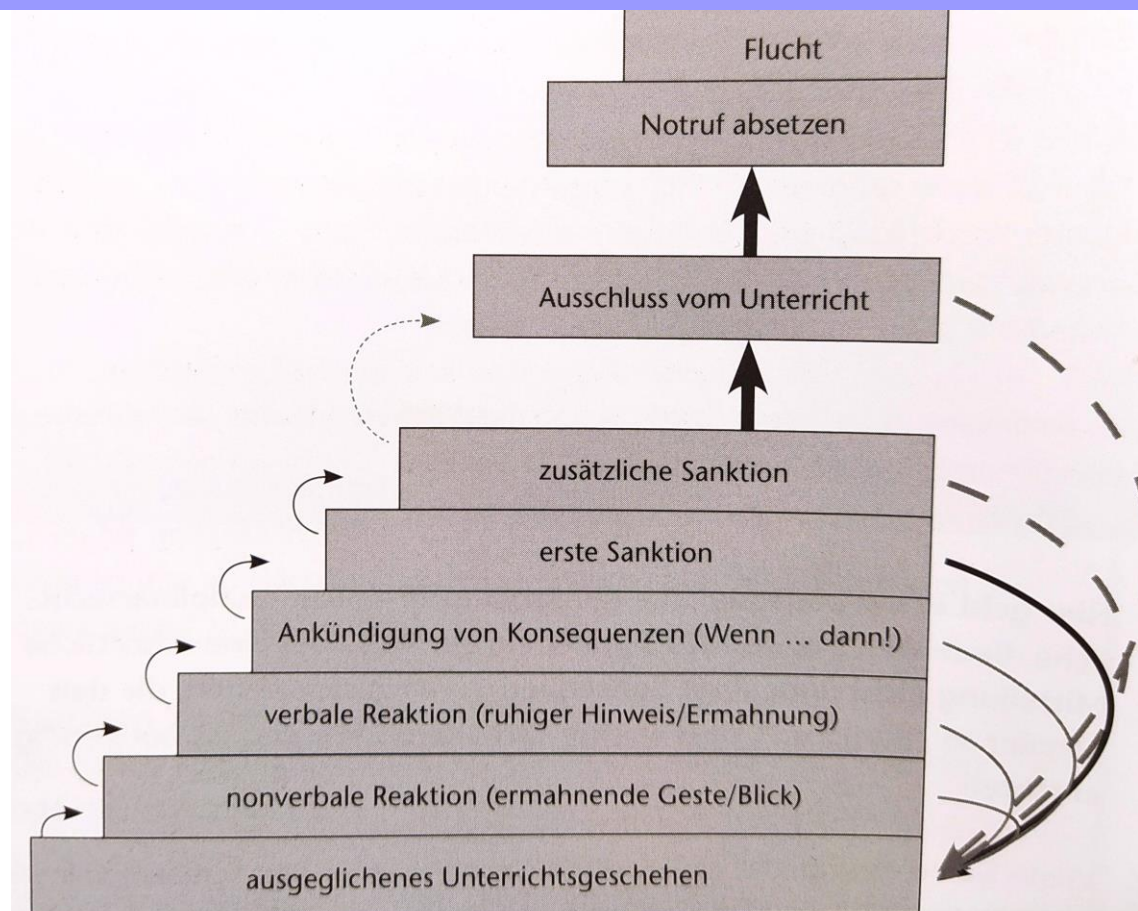 Flucht
Notruf absetzen
Ausschluss vom Unterricht
zusätzliche Sanktion
erste Sanktion
Ankündigung von Konsequenzen (Wenn ... dann!)
verbale Reaktion (ruhiger Hinweis/Ermahnung)
nonverbale Reaktion (ermahnende Geste/Blick)
ausgeglichenes Unterrichtsgeschehen